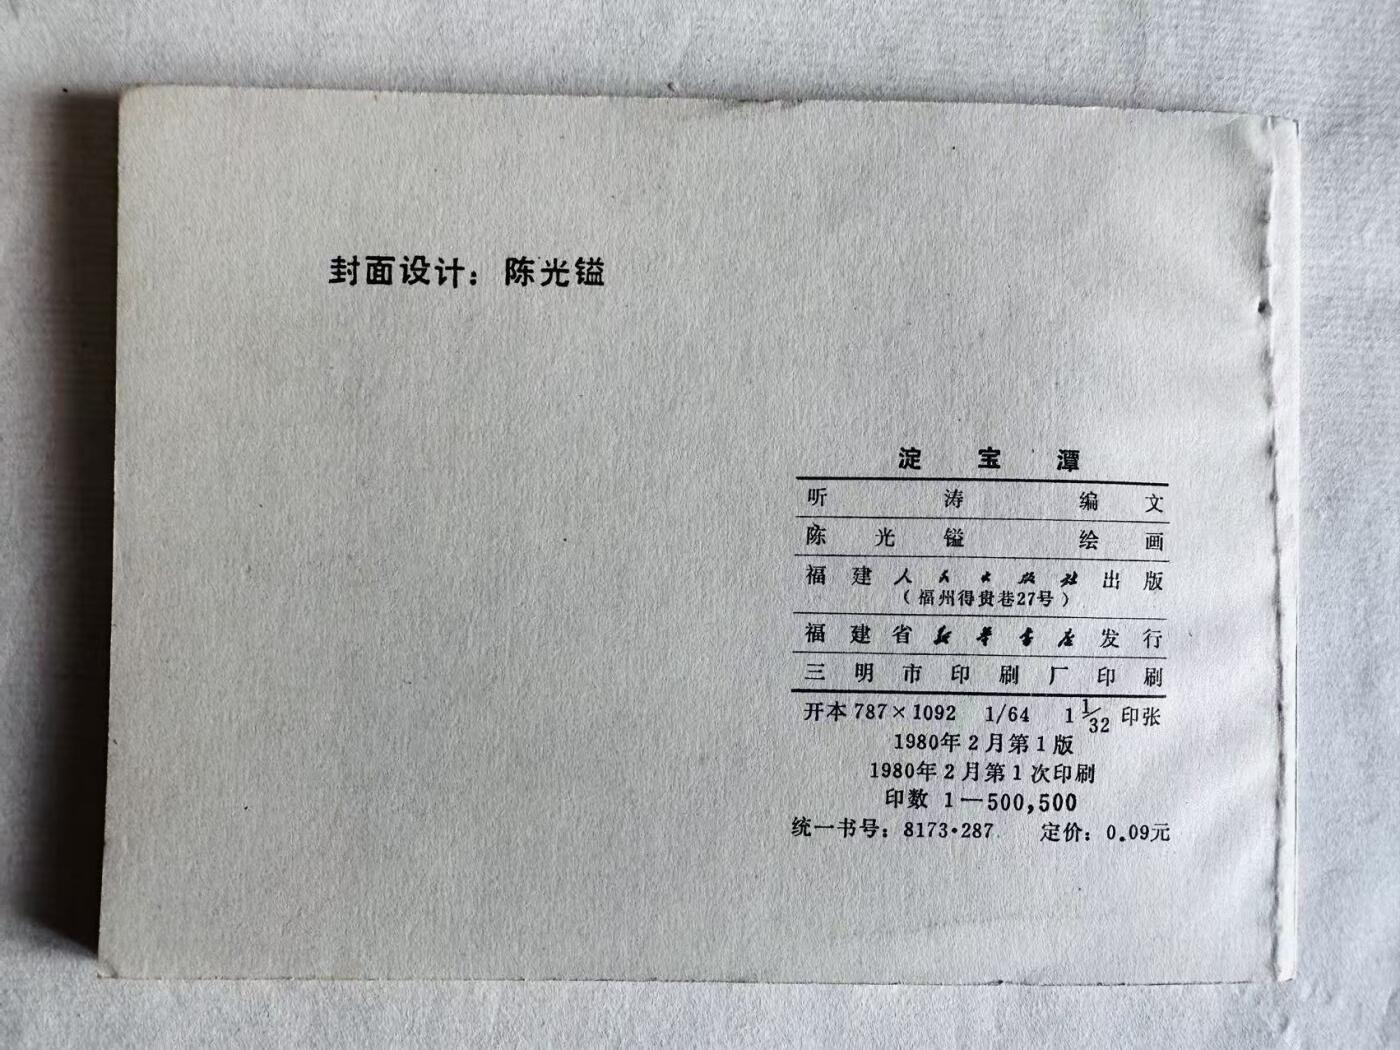 封面设计：陈光镒
淀宝潭
听涛 编文
陈光镒 绘画
福建人民出版社出版
（福州得贵巷27号）
福建省新华书店发行
三明市印刷厂印刷
开本787×1092 1/64 1 1/32 印张
1980年2月第1版
1980年2月第1次印刷
印数 1—500,500
统一书号：8173·287 定价：0.09元